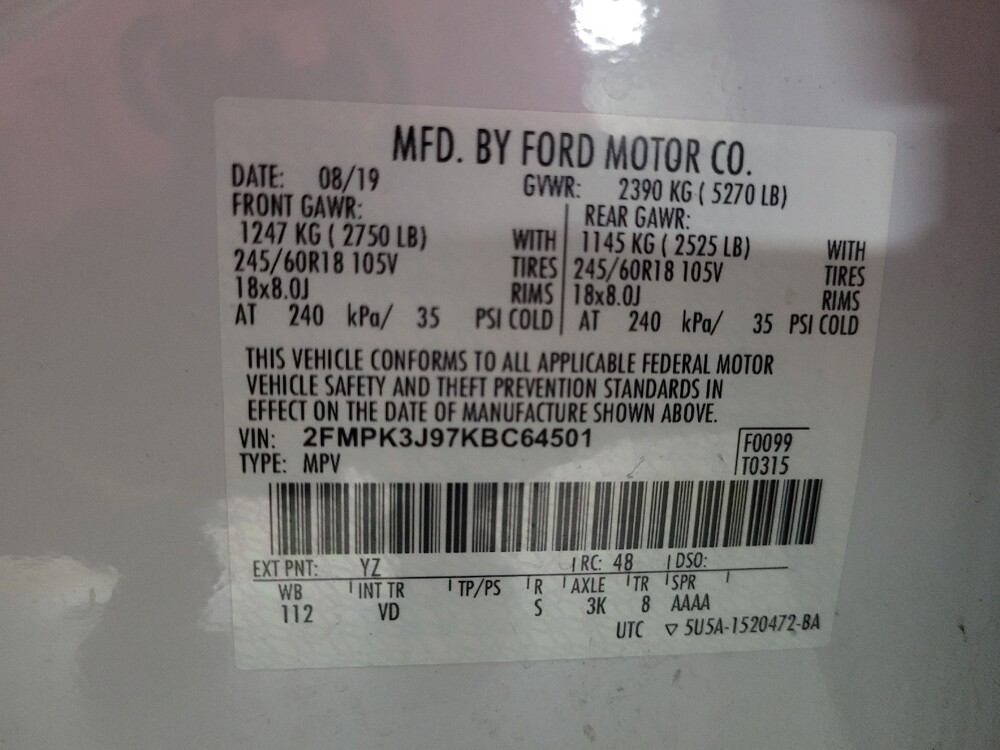 MFD. BY FORD MOTOR CO.
DATE: 08/19 GVWR: 2390 KG ( 5270 LB)
FRONT GAWR: REAR GAWR:
1247 KG ( 2750 LB) WITH 1145 KG ( 2525 LB) WITH
245/60R18 105V TIRES 245/60R18 105V TIRES
18x8.0J RIMS 18x8.0J RIMS
AT 240 kPa/ 35 PSI COLD AT 240 kPa/ 35 PSI COLD
THIS VEHICLE CONFORMS TO ALL APPLICABLE FEDERAL MOTOR
VEHICLE SAFETY AND THEFT PREVENTION STANDARDS IN
EFFECT ON THE DATE OF MANUFACTURE SHOWN ABOVE.
VIN: 2FMPK3J97KBC64501 F0099
TYPE: MPV T0315
EXT PNT: YZ RC: 48 DSO:
WB INT TR TP/PS R AXLE TR SPR
112 VD S 3K 8 AAAA
UTC ▽ 5U5A-1520472-BA